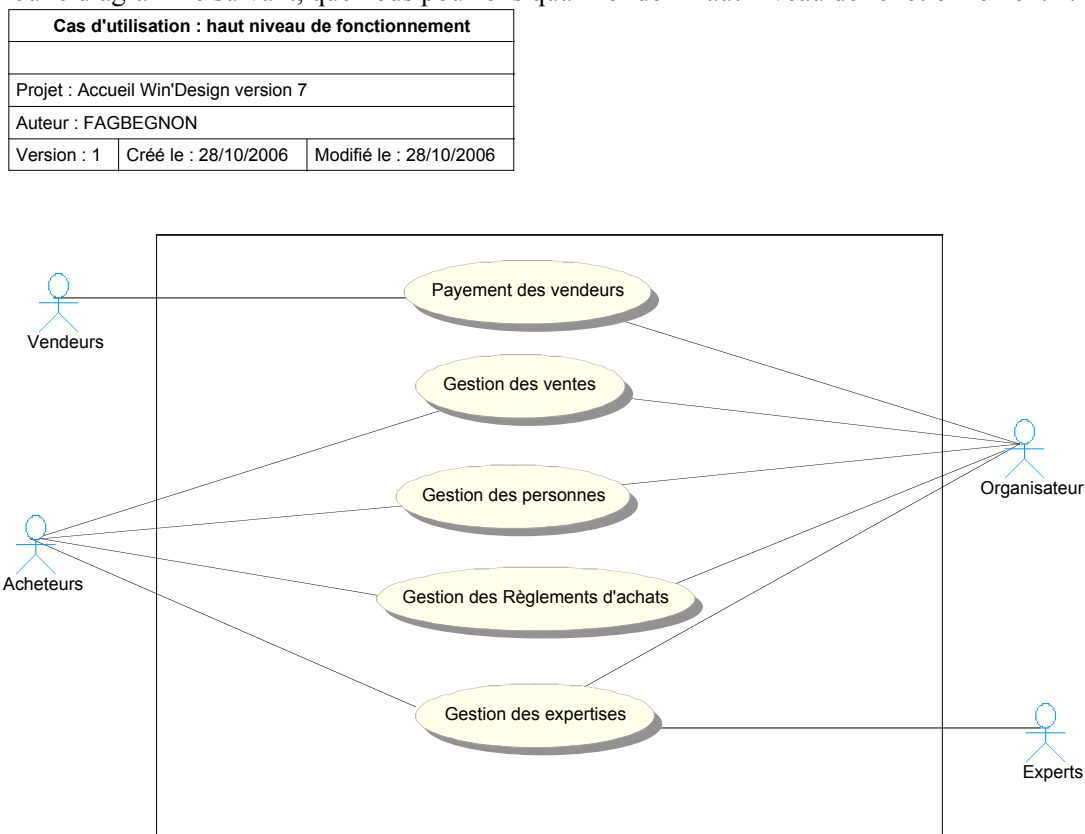 Cas d'utilisation : haut niveau de fonctionnement
Projet : Accueil Win'Design version 7
Auteur : FAGBEGNON
Version : 1 Créé le : 28/10/2006 Modifié le : 28/10/2006
Payement des vendeurs
Vendeurs
Gestion des ventes
Organisateur
Gestion des personnes
Acheteurs
Gestion des Règlements d'achats
Gestion des expertises
Experts